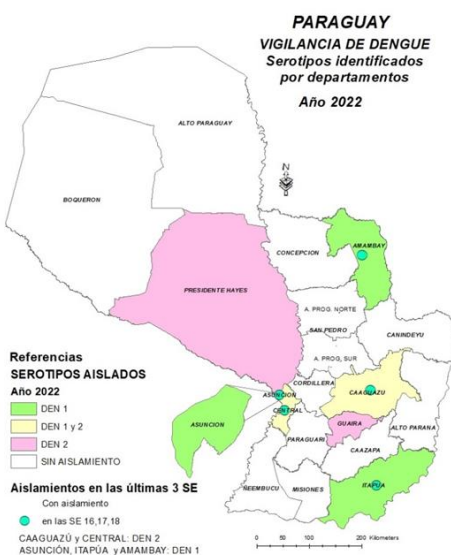 PARAGUAY
VIGILANCIA DE DENGUE
Serotipos identificados
por departamentos
Año 2022
ALTO PARAGUAY
BOQUERON
N
CONCEPCION
AMAMBAY
PRESIDENTE HAYES
A. PROG. NORTE
SAN PEDRO
CANINDEYU
A. PROG. SUR
CORDILLERA
CAAGUAZU
ASUNCION
CENTRAL
ASUNCION
GUAIRA
ALTO PARANA
PARAGUARI
CAAZAPA
ÑEEMBUCU
MISIONES
ITAPUA
Referencias
SEROTIPOS AISLADOS
Año 2022
DEN 1
DEN 1 y 2
DEN 2
SIN AISLAMIENTO
Aislamientos en las últimas 3 SE
Con aislamiento
en las SE 16,17,18
CAAGUAZÚ y CENTRAL: DEN 2
ASUNCIÓN, ITAPÚA y AMAMBAY: DEN 1
0 50 100 200 Kilometers